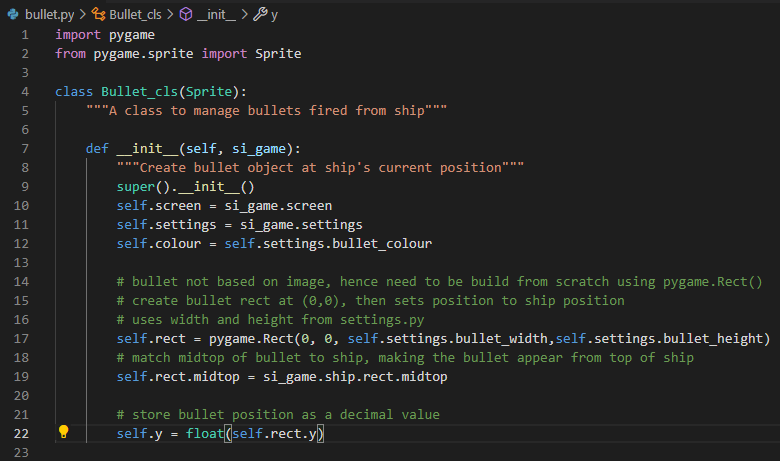 bullet.py > Bullet_cls > __init__ > y
1 import pygame
2 from pygame.sprite import Sprite
3
4 class Bullet_cls(Sprite):
5     """A class to manage bullets fired from ship"""
6
7     def __init__(self, si_game):
8         """Create bullet object at ship's current position"""
9         super().__init__()
10         self.screen = si_game.screen
11         self.settings = si_game.settings
12         self.colour = self.settings.bullet_colour
13
14         # bullet not based on image, hence need to be build from scratch using pygame.Rect()
15         # create bullet rect at (0,0), then sets position to ship position
16         # uses width and height from settings.py
17         self.rect = pygame.Rect(0, 0, self.settings.bullet_width,self.settings.bullet_height)
18         # match midtop of bullet to ship, making the bullet appear from top of ship
19         self.rect.midtop = si_game.ship.rect.midtop
20
21         # store bullet position as a decimal value
22         self.y = float(self.rect.y)
23